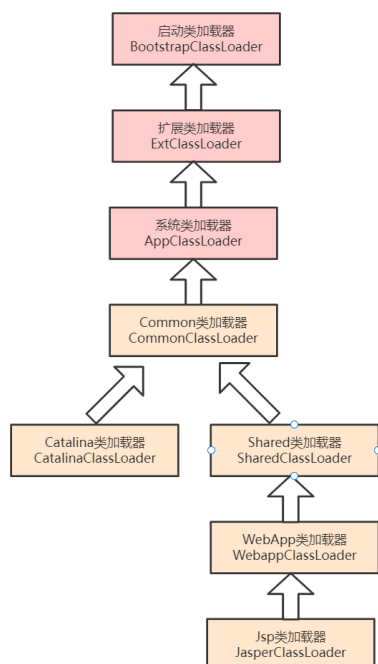 启动类加载器
BootstrapClassLoader
扩展类加载器
ExtClassLoader
系统类加载器
AppClassLoader
Common类加载器
CommonClassLoader
Catalina类加载器
CatalinaClassLoader
Shared类加载器
SharedClassLoader
WebApp类加载器
WebappClassLoader
Jsp类加载器
JasperClassLoader